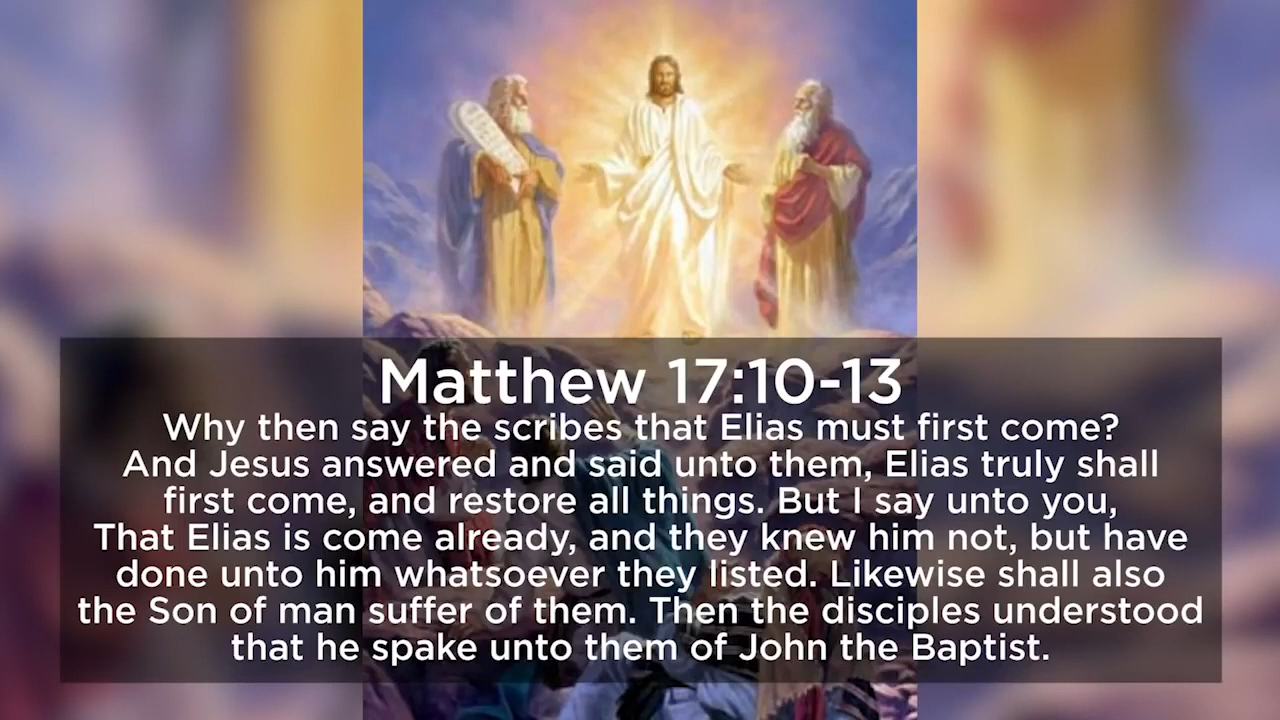 Matthew 17:10-13
Why then say the scribes that Elias must first come?
And Jesus answered and said unto them, Elias truly shall
first come, and restore all things. But I say unto you,
That Elias is come already, and they knew him not, but have
done unto him whatsoever they listed. Likewise shall also
the Son of man suffer of them. Then the disciples understood
that he spake unto them of John the Baptist.